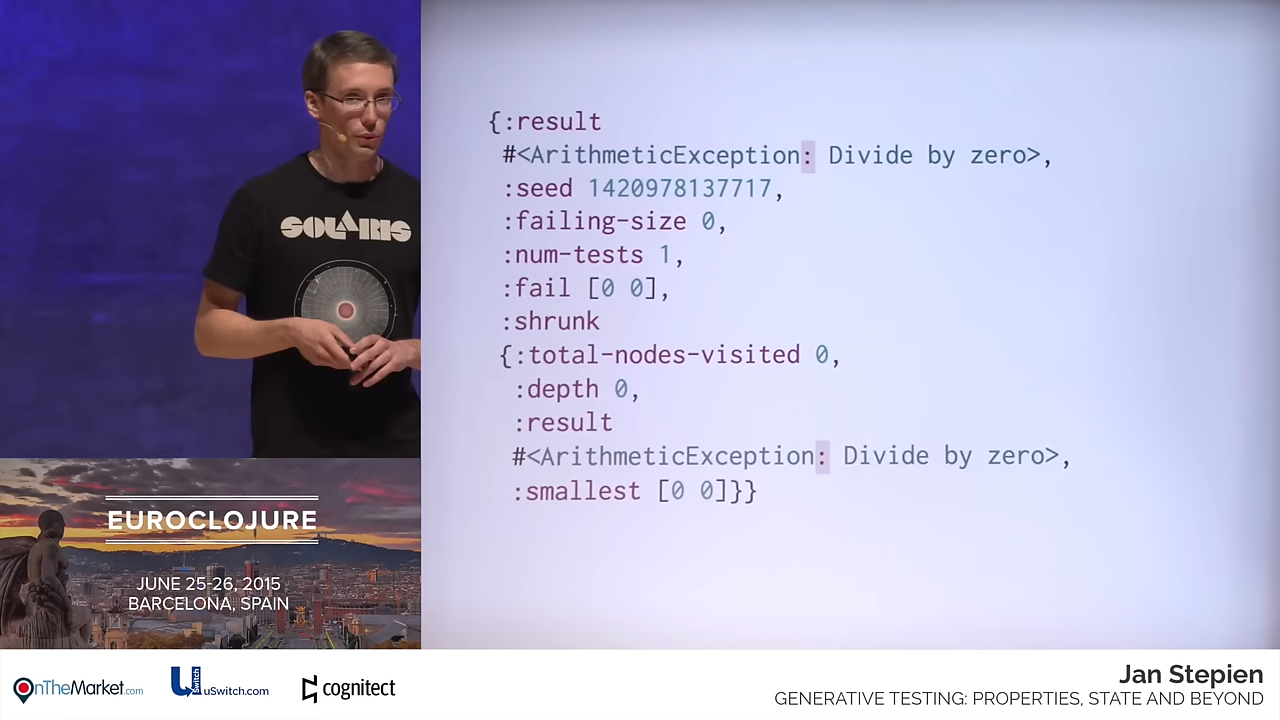 SOLARIS
{:result
#<ArithmeticException: Divide by zero>,
:seed 1420978137717,
:failing-size 0,
:num-tests 1,
:fail [0 0],
:shrunk
{:total-nodes-visited 0,
:depth 0,
:result
#<ArithmeticException: Divide by zero>,
:smallest [0 0]}}
EUROCLOJURE
JUNE 25-26, 2015
BARCELONA, SPAIN
OnTheMarket.com
uSwitch
uSwitch.com
cognitect
Jan Stepien
GENERATIVE TESTING: PROPERTIES, STATE AND BEYOND